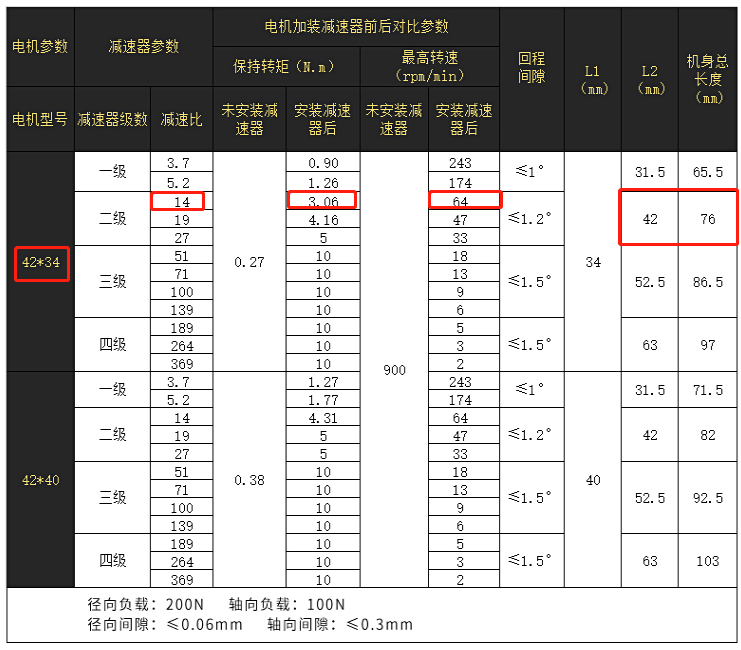 电机参数 减速器参数 电机加装减速器前后对比参数 回程间隙 L1（mm） L2（mm） 机身总长度（mm）
保持转矩（N.m） 最高转速（rpm/min）
电机型号 减速器级数 减速比 未安装减速器 安装减速器后 未安装减速器 安装减速器后
42*34 一级 3.7 0.27 0.90 900 243 ≤1° 34 31.5 65.5
5.2 1.26 174
二级 14 3.06 64 ≤1.2° 42 76
19 4.16 47
27 5 33
三级 51 10 18 ≤1.5° 52.5 86.5
71 10 13
100 10 9
139 10 6
四级 189 10 5 ≤1.5° 63 97
264 10 3
369 10 2
42*40 一级 3.7 0.38 1.27 243 ≤1° 40 31.5 71.5
5.2 1.77 174
二级 14 4.31 64 ≤1.2° 42 82
19 5 47
27 5 33
三级 51 10 18 ≤1.5° 52.5 92.5
71 10 13
100 10 9
139 10 6
四级 189 10 5 ≤1.5° 63 103
264 10 3
369 10 2
径向负载：200N 轴向负载：100N
径向间隙：≤0.06mm 轴向间隙：≤0.3mm